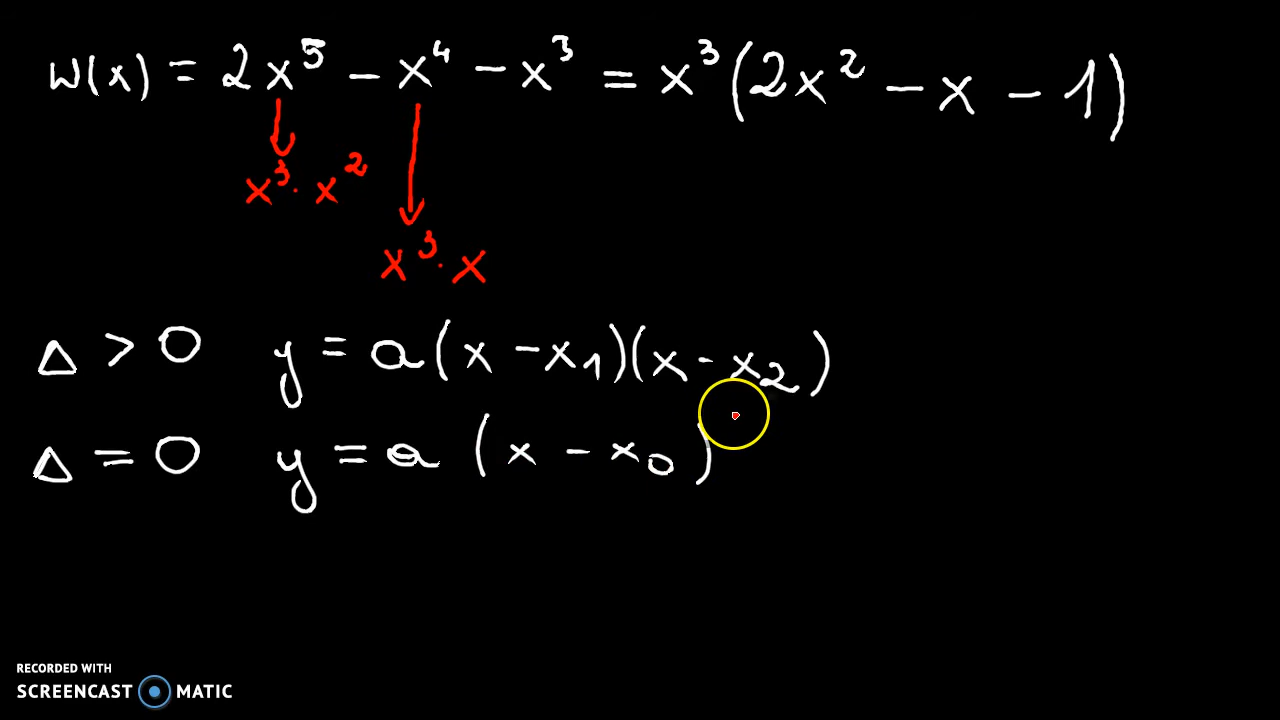 W(x) = 2x⁵ - x⁴ - x³ = x³(2x² - x - 1)
x³ · x²
x³ · x
Δ > 0 y = a(x - x₁)(x - x₂)
Δ = 0 y = a (x - x₀)
RECORDED WITH
SCREENCAST MATIC